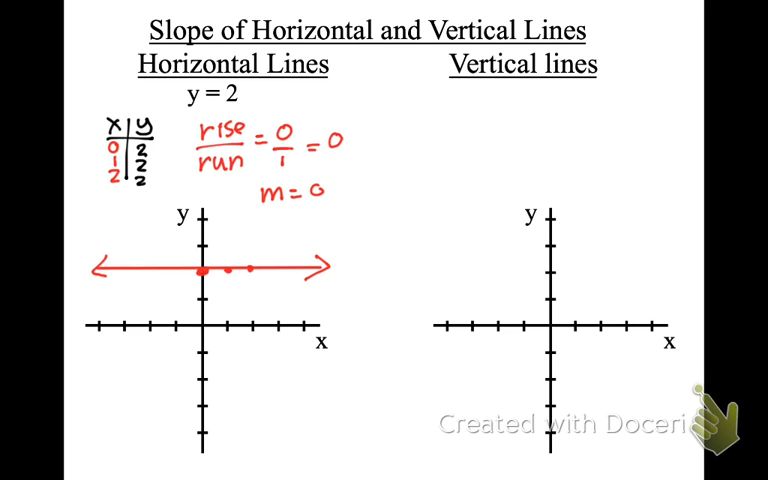 Slope of Horizontal and Vertical Lines
Horizontal Lines
Vertical lines
y = 2
x y
0 2
1 2
2 2
rise/run = 0/1 = 0
m = 0
y
x
y
x
Created with Doceri